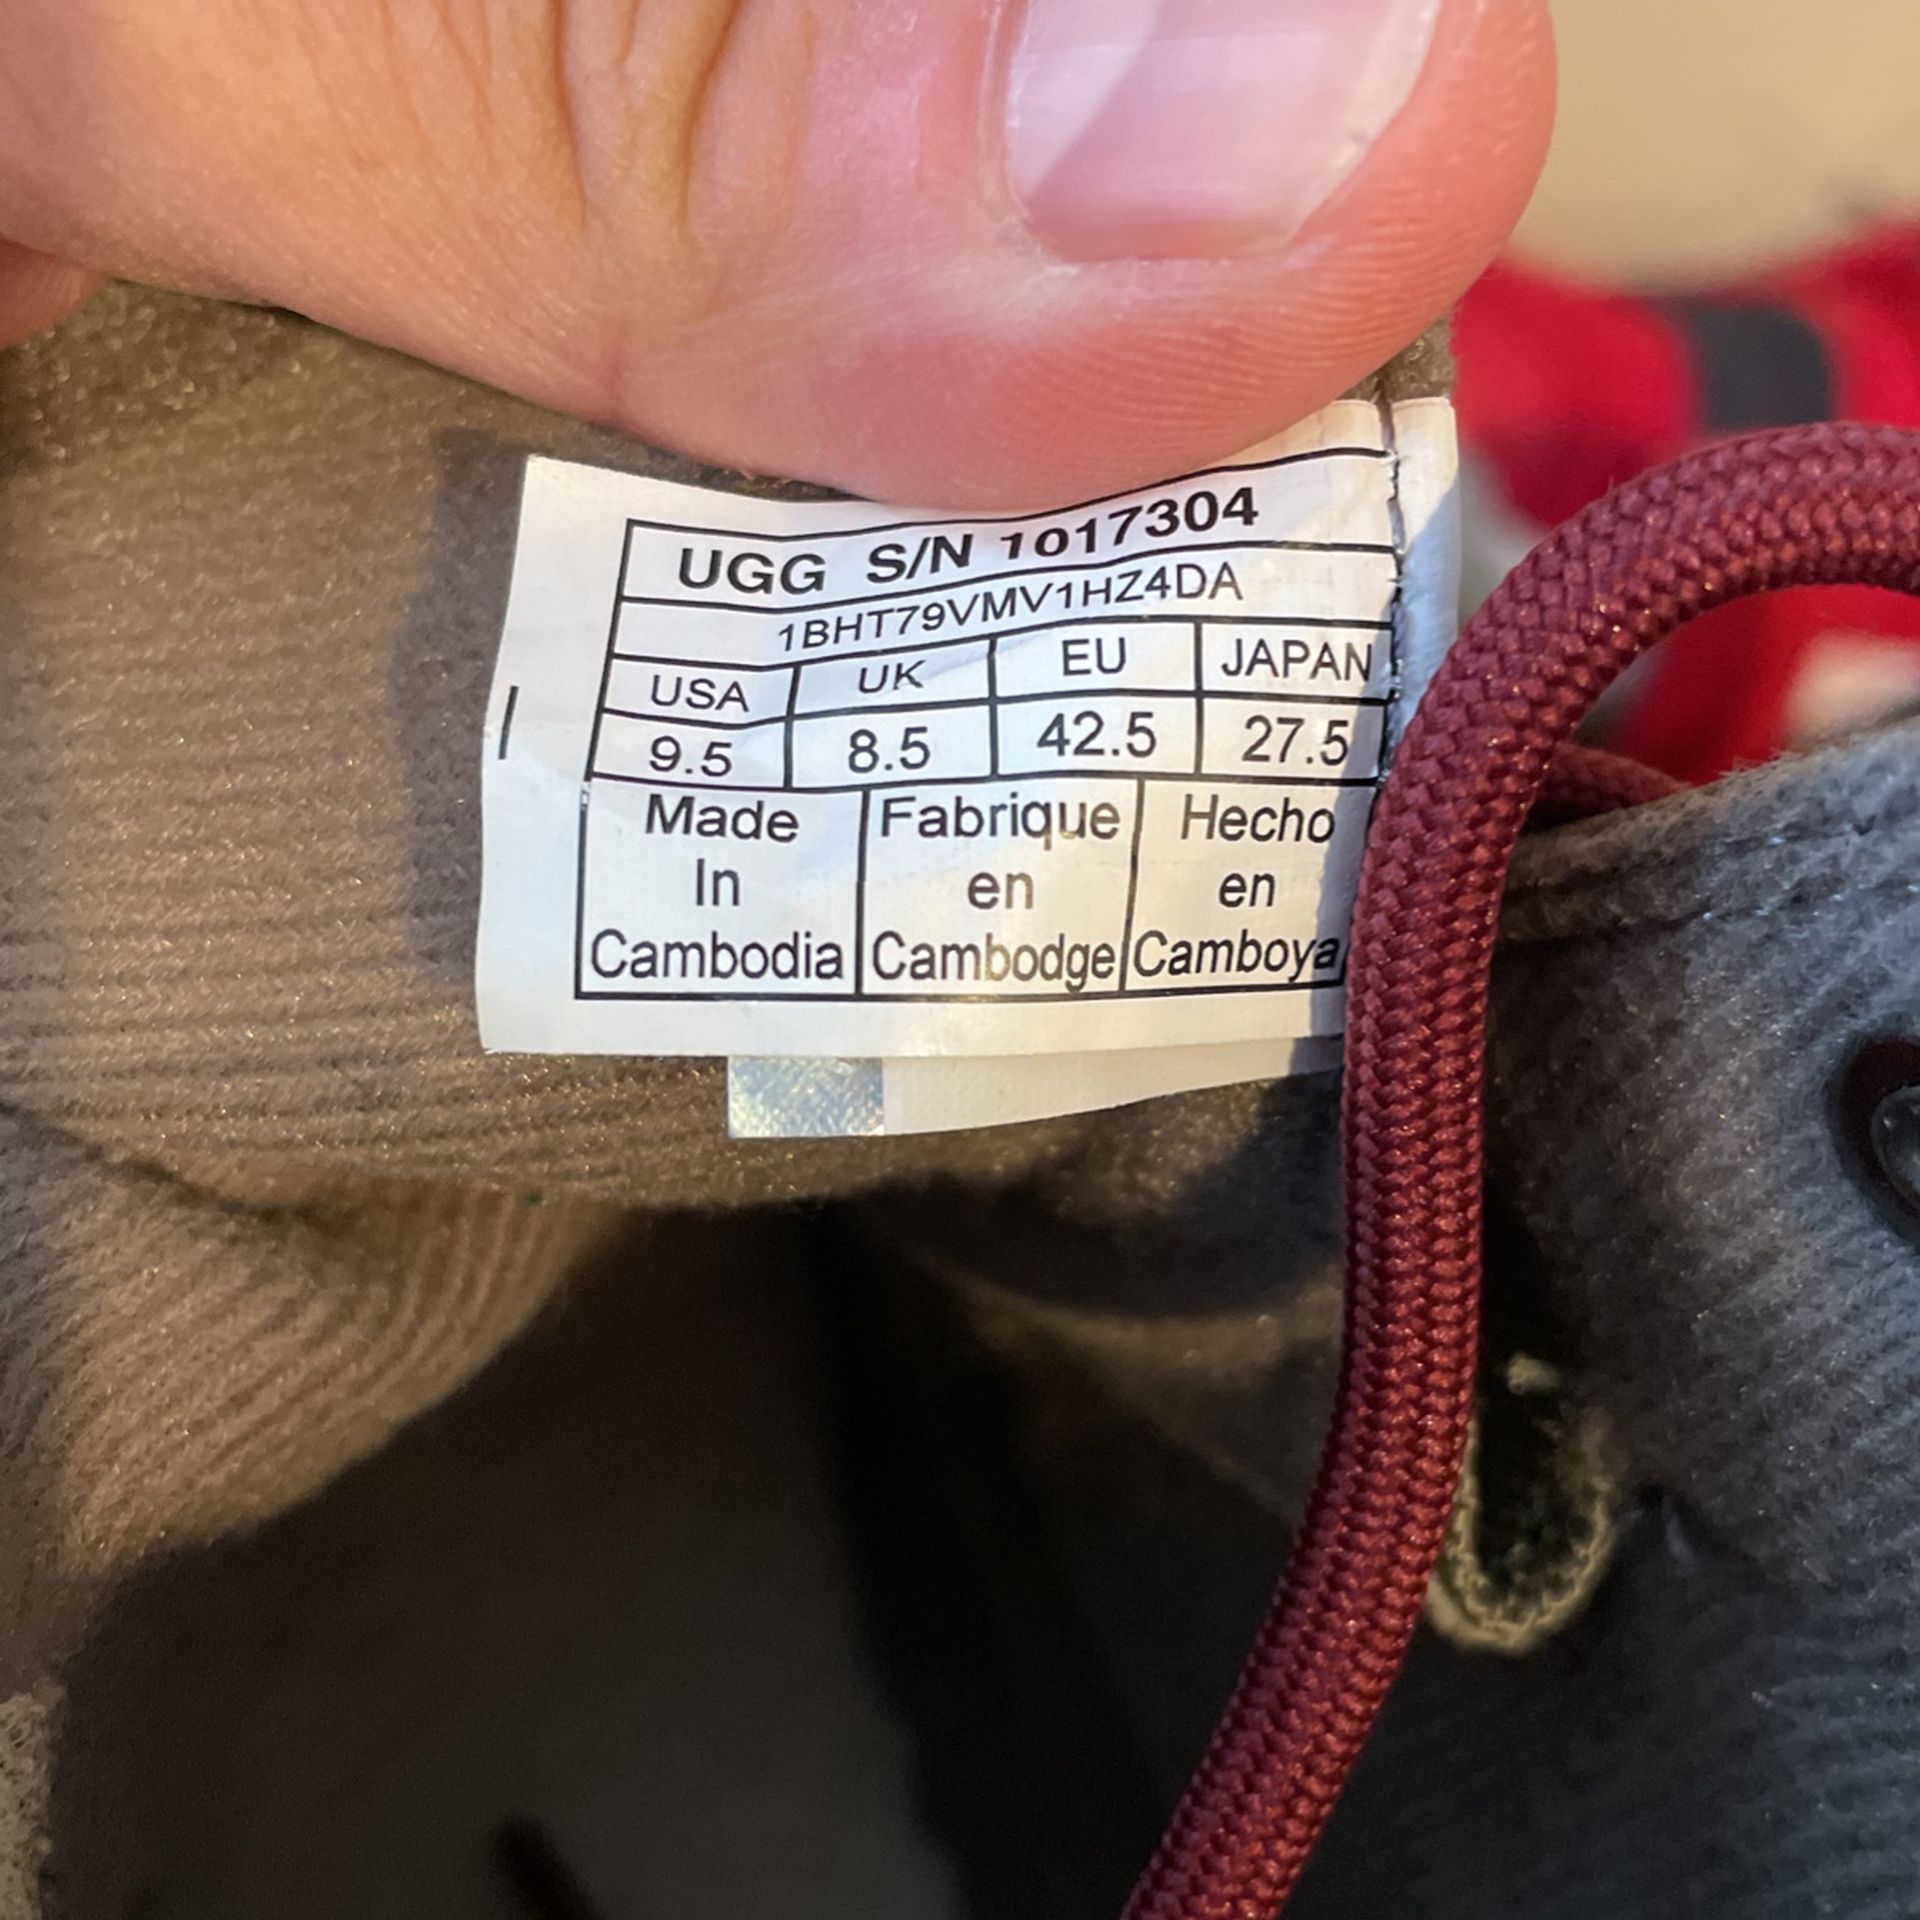 UGG S/N 1017304
1BHT79VMV1HZ4DA
USA UK EU JAPAN
9.5 8.5 42.5 27.5
Made Fabrique Hecho
In en en
Cambodia Cambodge Camboya